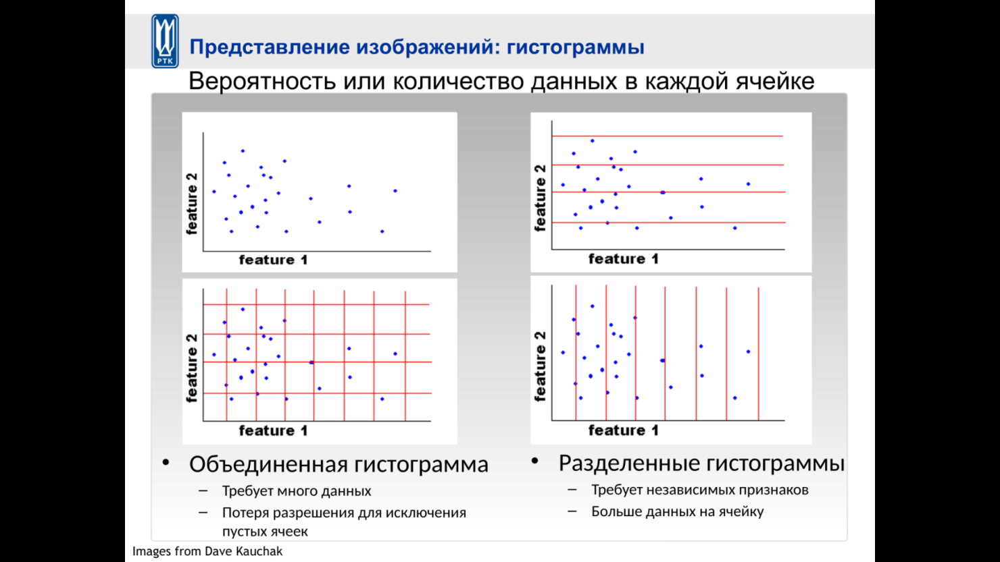 РТК
Представление изображений: гистограммы
Вероятность или количество данных в каждой ячейке
feature 2
feature 1
feature 2
feature 1
feature 2
feature 1
feature 2
feature 1
• Объединенная гистограмма
– Требует много данных
– Потеря разрешения для исключения
пустых ячеек
• Разделенные гистограммы
– Требует независимых признаков
– Больше данных на ячейку
Images from Dave Kauchak